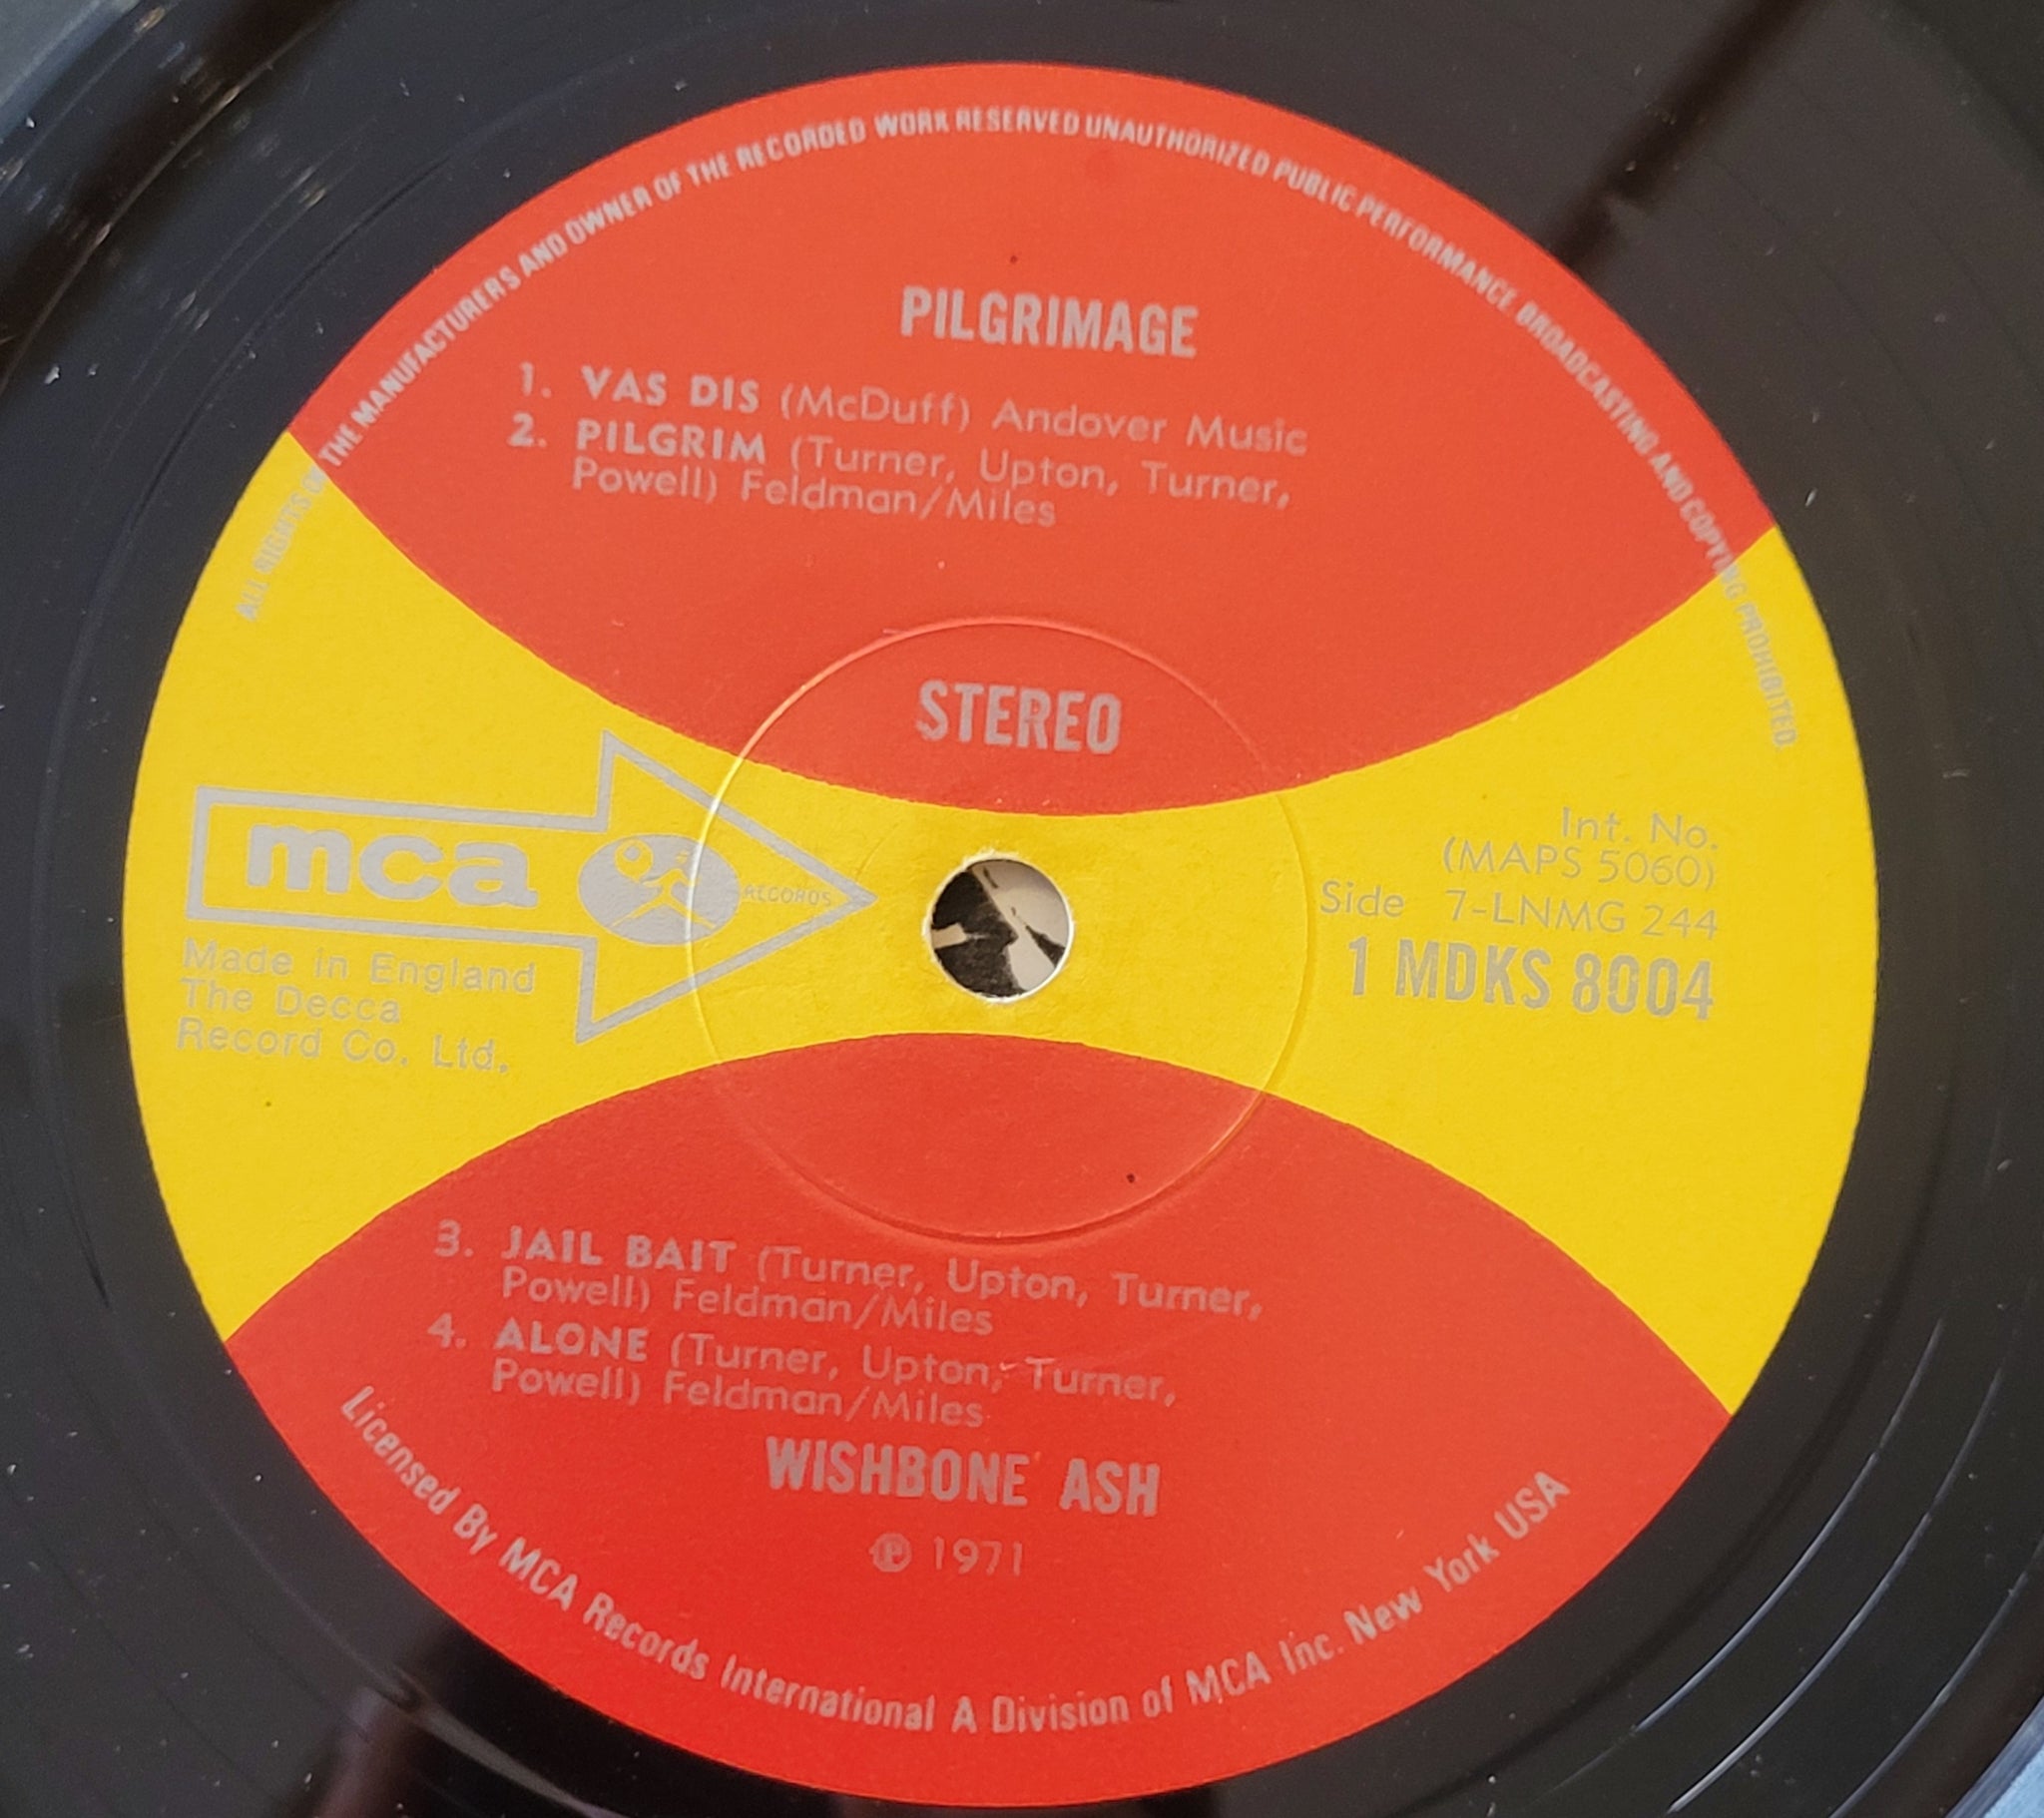 ALL RIGHTS OF THE MANUFACTURERS AND OWNER OF THE RECORDED WORK RESERVED UNAUTHORIZED PUBLIC PERFORMANCE BROADCASTING AND COPYING PROHIBITED.
PILGRIMAGE
1. VAS DIS (McDuff) Andover Music
2. PILGRIM (Turner, Upton, Turner,
Powell) Feldman/Miles
STEREO
mca RECORDS
Made in England
The Decca
Record Co. Ltd.
Int. No.
(MAPS 5060)
Side 7-LNMG 244
1 MDKS 8004
3. JAIL BAIT (Turner, Upton, Turner,
Powell) Feldman/Miles
4. ALONE (Turner, Upton, Turner,
Powell) Feldman/Miles
WISHBONE ASH
℗ 1971
Licensed By MCA Records International A Division of MCA Inc. New York USA